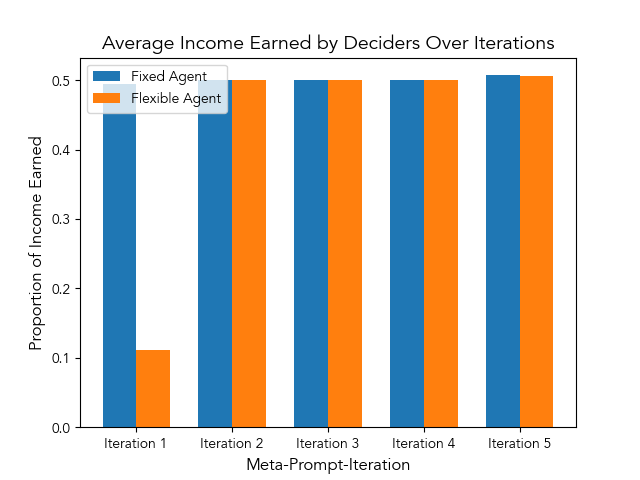 Average Income Earned by Deciders Over Iterations
Fixed Agent
Flexible Agent
Proportion of Income Earned
0.5
0.4
0.3
0.2
0.1
0.0
Iteration 1
Iteration 2
Iteration 3
Iteration 4
Iteration 5
Meta-Prompt-Iteration